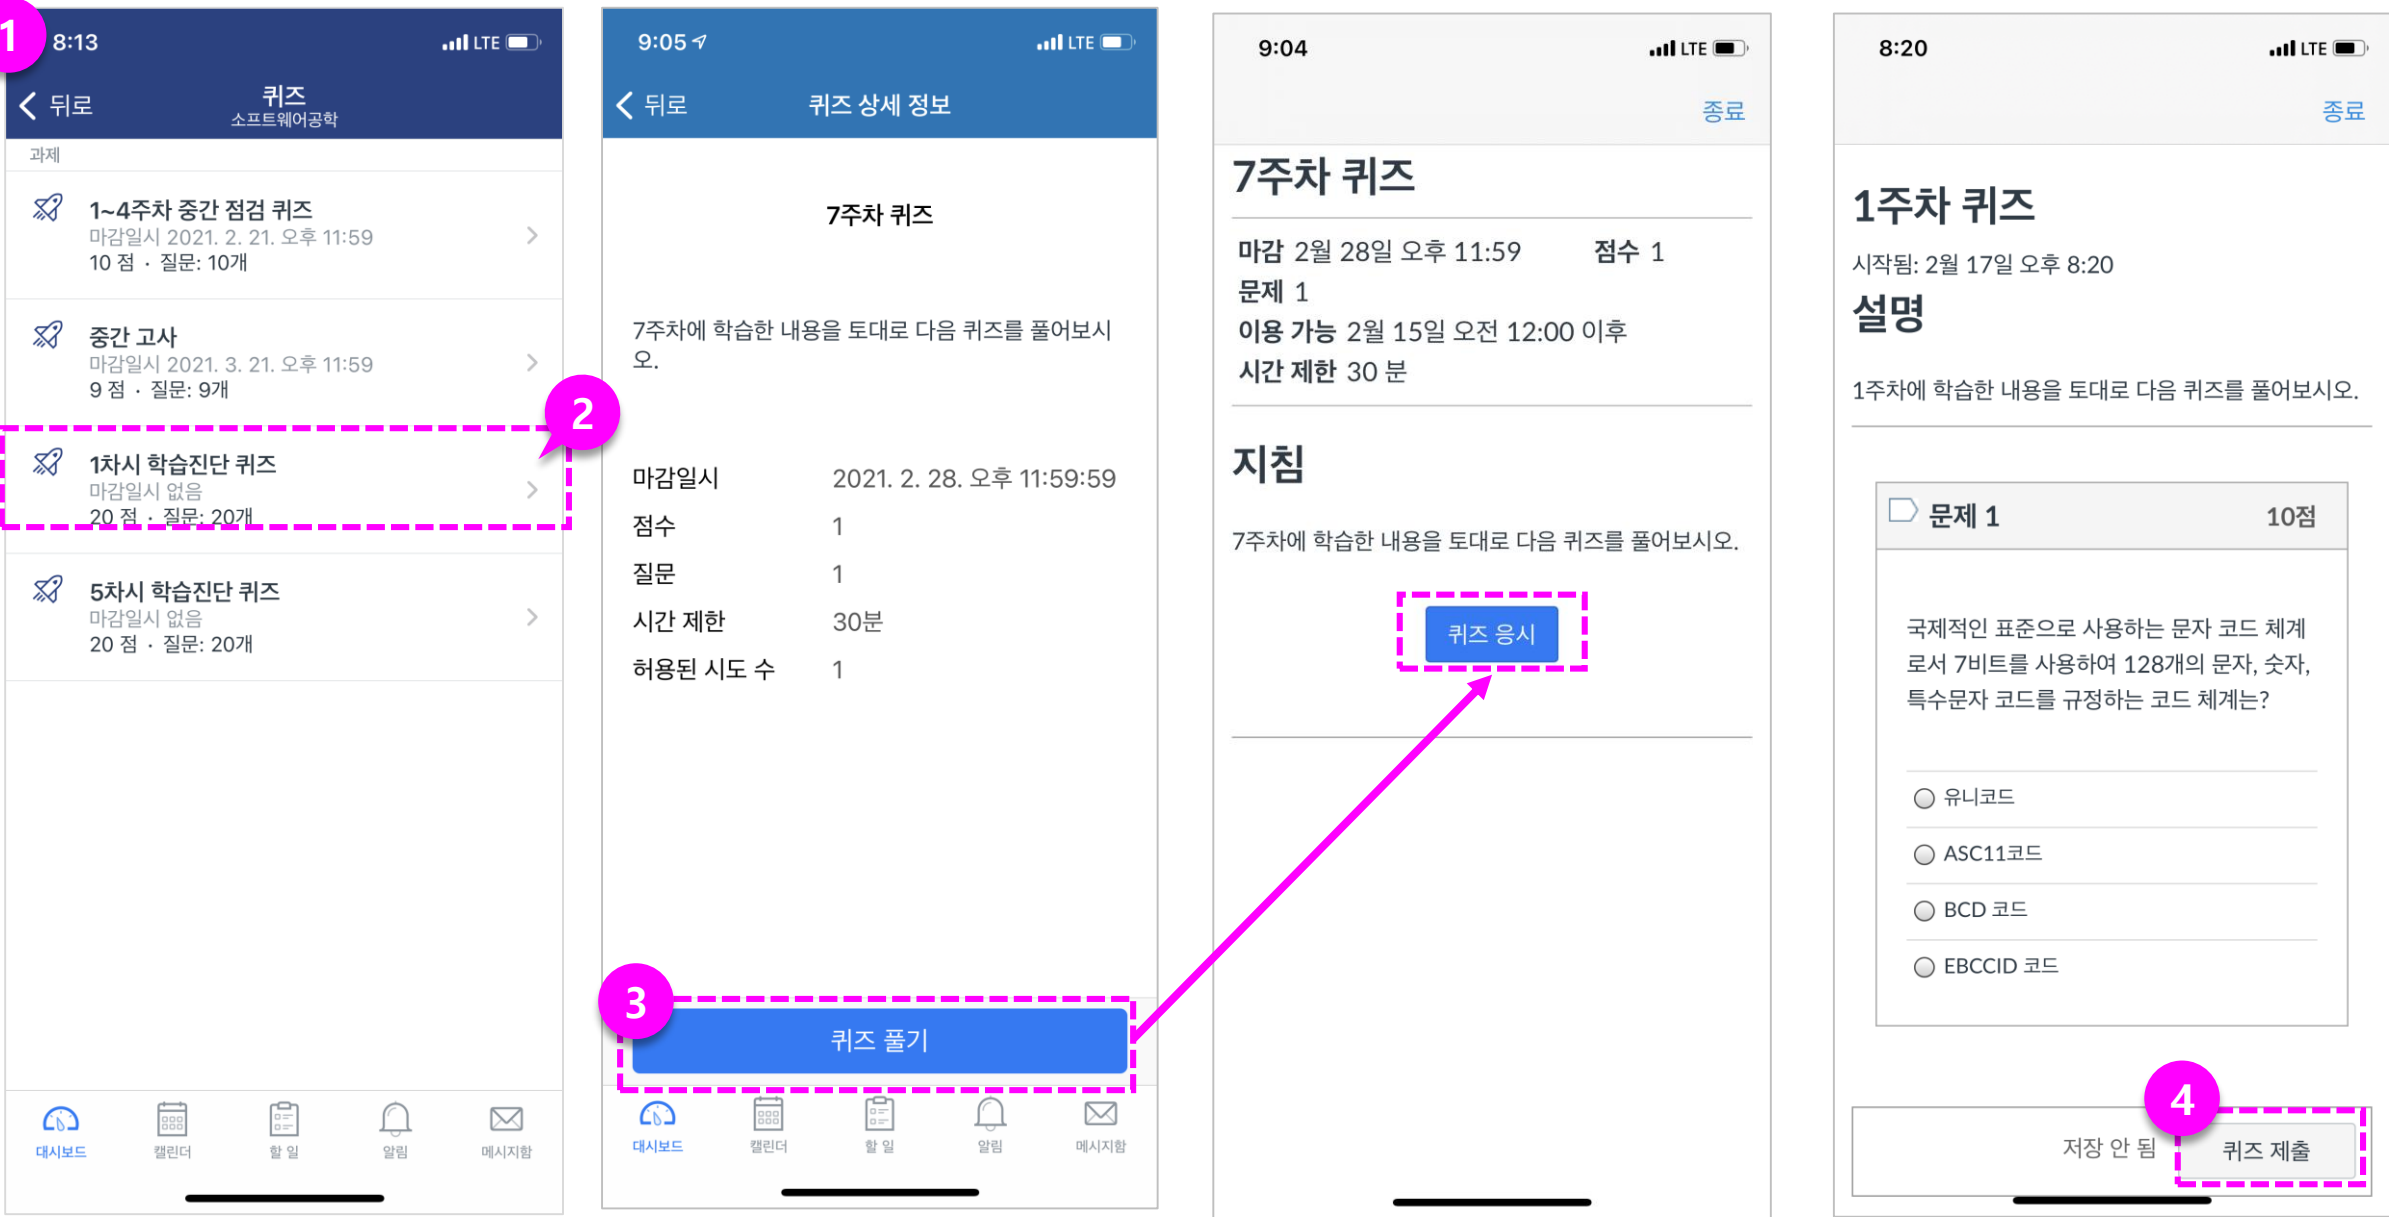 1
8:13
LTE
뒤로
퀴즈
소프트웨어공학
과제
1~4주차 중간 점검 퀴즈
마감일시 2021. 2. 21. 오후 11:59
10 점 · 질문: 10개
중간 고사
마감일시 2021. 3. 21. 오후 11:59
9 점 · 질문: 9개
2
1차시 학습진단 퀴즈
마감일시 없음
20 점 · 질문: 20개
5차시 학습진단 퀴즈
마감일시 없음
20 점 · 질문: 20개
대시보드
캘린더
할 일
알림
메시지함
9:05
LTE
뒤로
퀴즈 상세 정보
7주차 퀴즈
7주차에 학습한 내용을 토대로 다음 퀴즈를 풀어보시
오.
마감일시 2021. 2. 28. 오후 11:59:59
점수 1
질문 1
시간 제한 30분
허용된 시도 수 1
3
퀴즈 풀기
대시보드
캘린더
할 일
알림
메시지함
9:04
LTE
종료
7주차 퀴즈
마감 2월 28일 오후 11:59 점수 1
문제 1
이용 가능 2월 15일 오전 12:00 이후
시간 제한 30 분
지침
7주차에 학습한 내용을 토대로 다음 퀴즈를 풀어보시오.
퀴즈 응시
8:20
LTE
종료
1주차 퀴즈
시작됨: 2월 17일 오후 8:20
설명
1주차에 학습한 내용을 토대로 다음 퀴즈를 풀어보시오.
문제 1 10점
국제적인 표준으로 사용하는 문자 코드 체계
로서 7비트를 사용하여 128개의 문자, 숫자,
특수문자 코드를 규정하는 코드 체계는?
유니코드
ASC11코드
BCD 코드
EBCCID 코드
4
저장 안 됨
퀴즈 제출